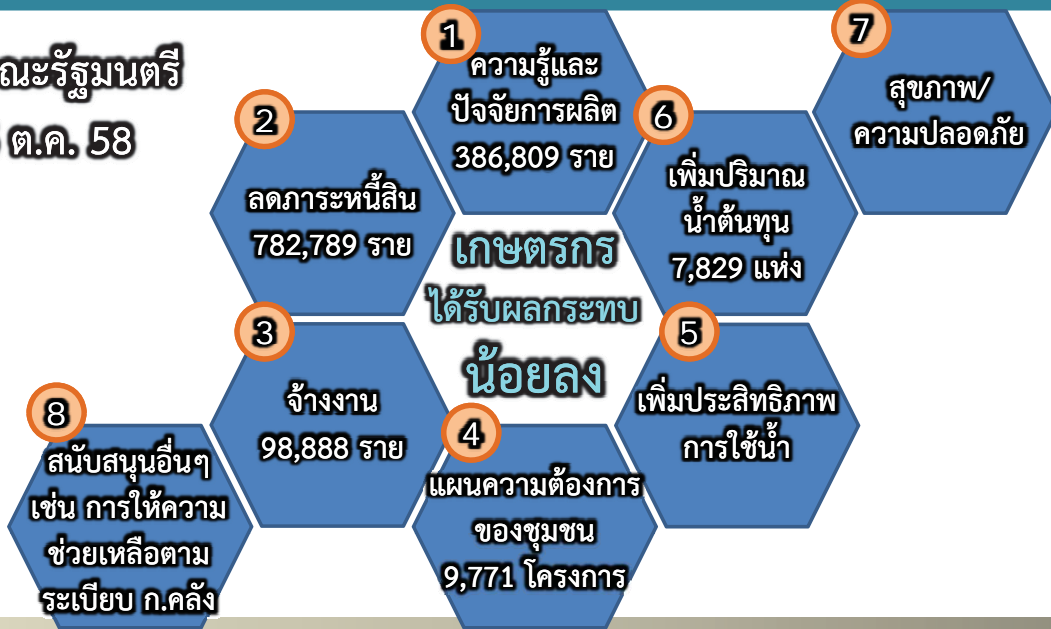 ณะรัฐมนตรี
ต.ค. 58
1
ความรู้และ
ปัจจัยการผลิต
386,809 ราย
2
ลดภาระหนี้สิน
782,789 ราย
3
จ้างงาน
98,888 ราย
4
แผนความต้องการ
ของชุมชน
9,771 โครงการ
5
เพิ่มประสิทธิภาพ
การใช้น้ำ
6
เพิ่มปริมาณ
น้ำต้นทุน
7,829 แห่ง
7
สุขภาพ/
ความปลอดภัย
8
สนับสนุนอื่นๆ
เช่น การให้ความ
ช่วยเหลือตาม
ระเบียบ ก.คลัง
เกษตรกร
ได้รับผลกระทบ
น้อยลง